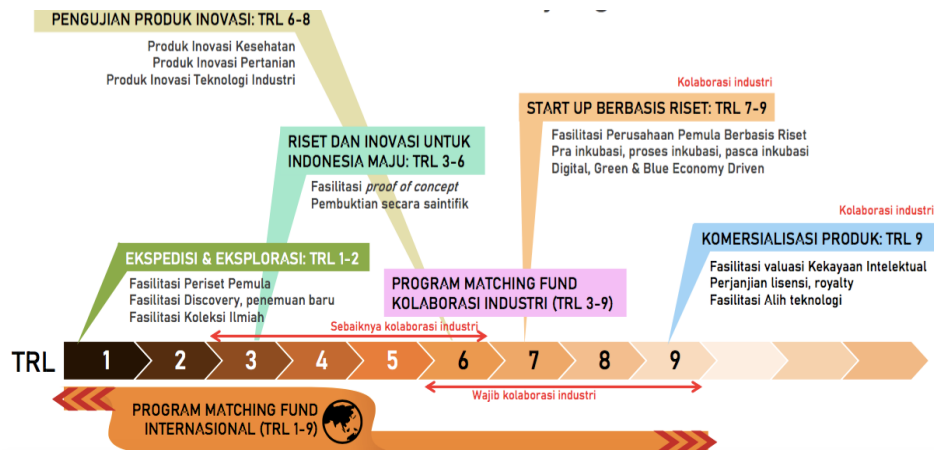 PENGUJIAN PRODUK INOVASI: TRL 6-8
Produk Inovasi Kesehatan
Produk Inovasi Pertanian
Produk Inovasi Teknologi Industri
Kolaborasi industri
START UP BERBASIS RISET: TRL 7-9
Fasilitasi Perusahaan Pemula Berbasis Riset
Pra inkubasi, proses inkubasi, pasca inkubasi
Digital, Green & Blue Economy Driven
RISET DAN INOVASI UNTUK
INDONESIA MAJU: TRL 3-6
Fasilitasi proof of concept
Pembuktian secara saintifik
Kolaborasi industri
KOMERSIALISASI PRODUK: TRL 9
Fasilitasi valuasi Kekayaan Intelektual
Perjanjian lisensi, royalty
Fasilitasi Alih teknologi
EKSPEDISI & EKSPLORASI: TRL 1-2
Fasilitasi Periset Pemula
Fasilitasi Discovery, penemuan baru
Fasilitasi Koleksi Ilmiah
PROGRAM MATCHING FUND
KOLABORASI INDUSTRI (TRL 3-9)
Sebaiknya kolaborasi industri
TRL 1 2 3 4 5 6 7 8 9
Wajib kolaborasi industri
PROGRAM MATCHING FUND
INTERNASIONAL (TRL 1-9)